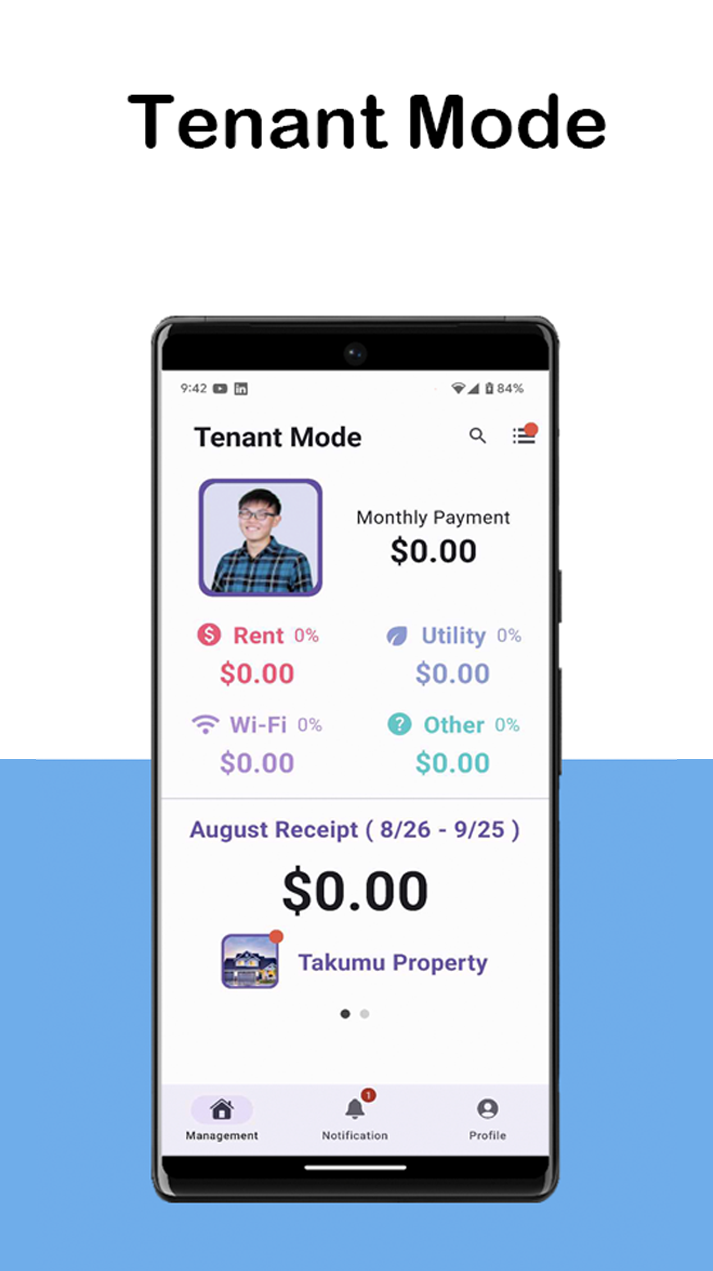 Tenant Mode
9:42 in 84%
Tenant Mode
Monthly Payment
$0.00
$ Rent 0% Utility 0%
$0.00 $0.00
Wi-Fi 0% ? Other 0%
$0.00 $0.00
August Receipt ( 8/26 - 9/25 )
$0.00
Takumu Property
1
Management Notification Profile